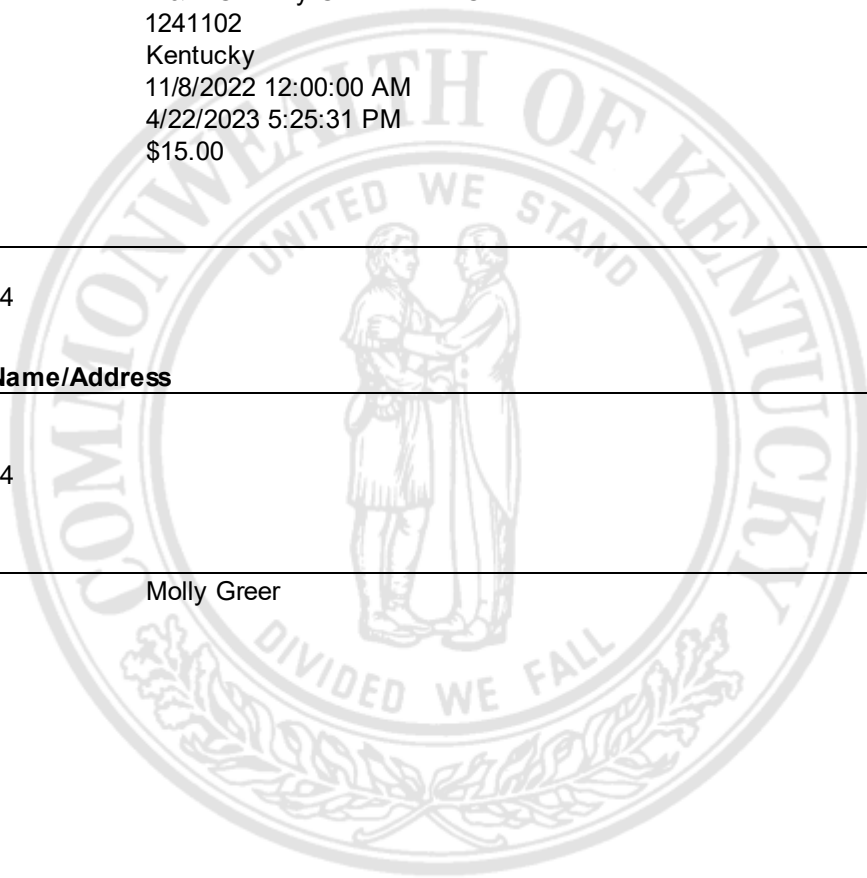 1241102
Kentucky
11/8/2022 12:00:00 AM
4/22/2023 5:25:31 PM
$15.00
COMMONWEALTH OF KENTUCKY
UNITED WE STAND
4
Name/Address
4
Molly Greer
DIVIDED WE FALL